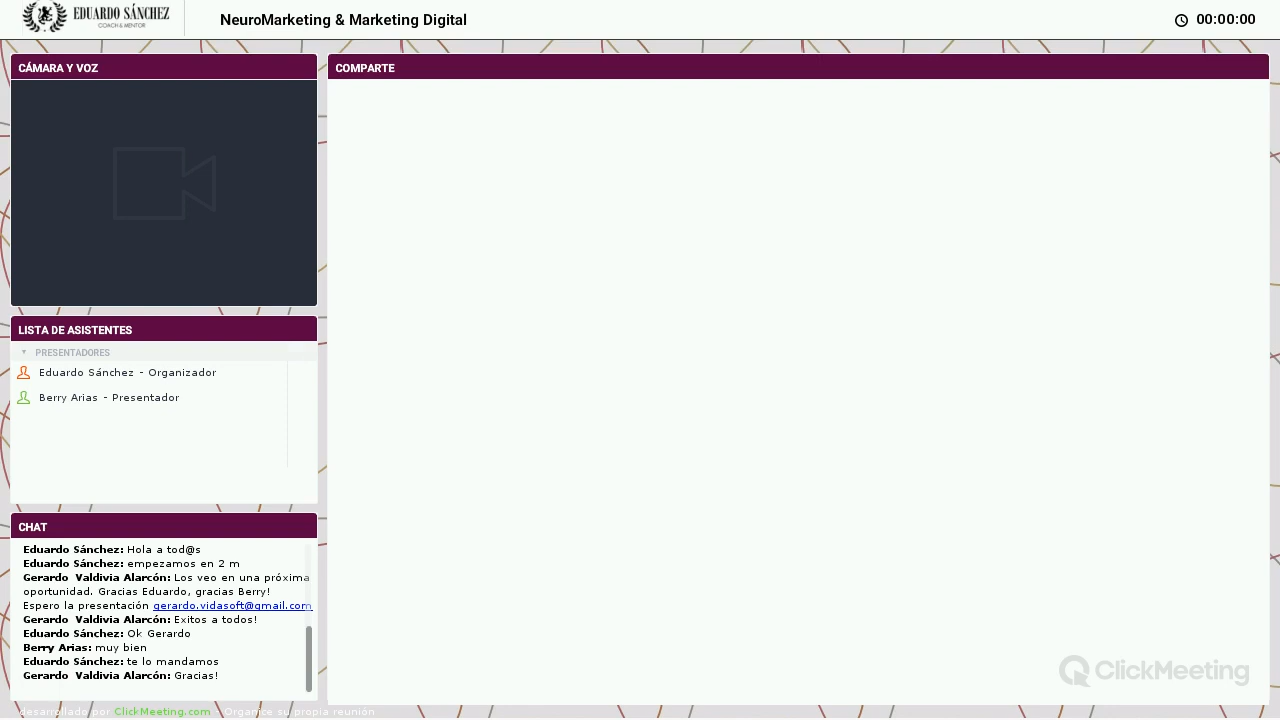 EDUARDO SÁNCHEZ
COACH & MENTOR
NeuroMarketing & Marketing Digital
00:00:00
CÁMARA Y VOZ
COMPARTE
LISTA DE ASISTENTES
PRESENTADORES
Eduardo Sánchez - Organizador
Berry Arias - Presentador
CHAT
Eduardo Sánchez: Hola a tod@s
Eduardo Sánchez: empezamos en 2 m
Gerardo Valdivia Alarcón: Los veo en una próxima
oportunidad. Gracias Eduardo, gracias Berry!
Espero la presentación gerardo.vidasoft@gmail.com
Gerardo Valdivia Alarcón: Exitos a todos!
Eduardo Sánchez: Ok Gerardo
Berry Arias: muy bien
Eduardo Sánchez: te lo mandamos
Gerardo Valdivia Alarcón: Gracias!
ClickMeeting
desarrollado por ClickMeeting.com - Organice su propia reunión